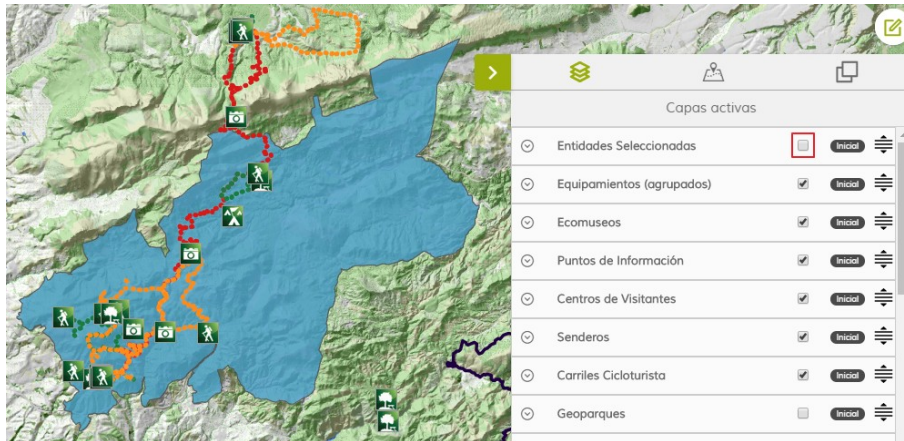 Capas activas
Entidades Seleccionadas Inicial
Equipamientos (agrupados) Inicial
Ecomuseos Inicial
Puntos de Información Inicial
Centros de Visitantes Inicial
Senderos Inicial
Carriles Cicloturista Inicial
Geoparques Inicial